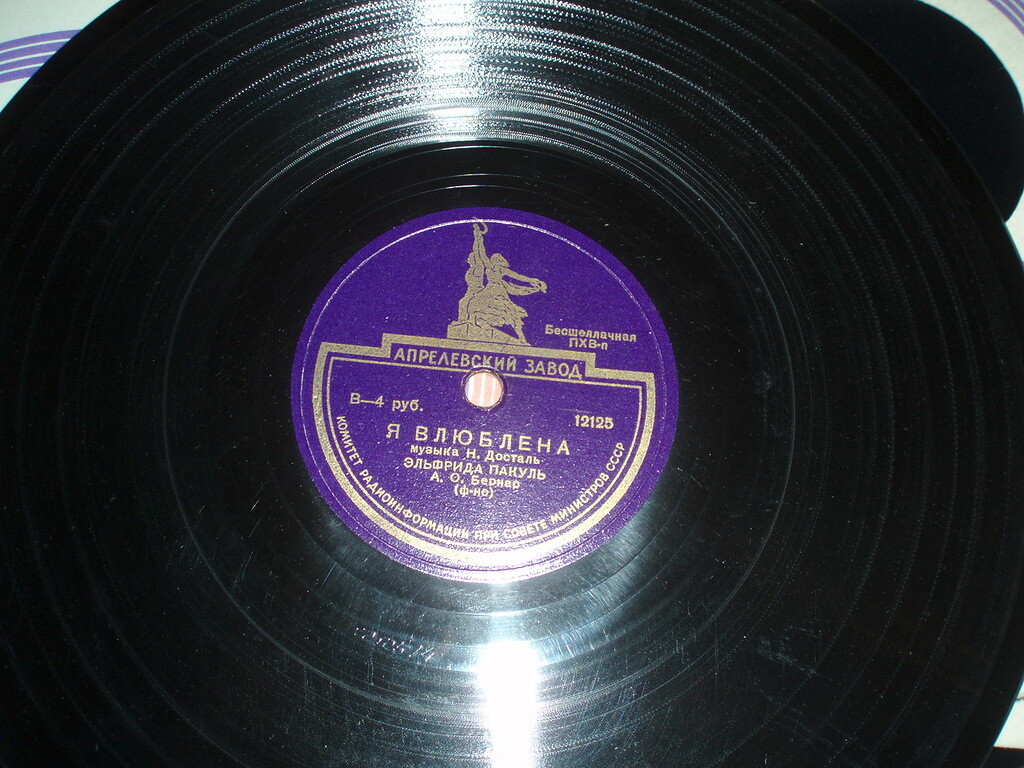 Бесшеллачная
ПХВ-п
АПРЕЛЕВСКИЙ ЗАВОД
В—4 руб.
12125
Я ВЛЮБЛЕНА
музыка Н. Досталь
ЭЛЬФРИДА ПАКУЛЬ
А. О. Бернар
(ф-но)
КОМИТЕТ РАДИОИНФОРМАЦИИ ПРИ СОВЕТЕ МИНИСТРОВ СССР